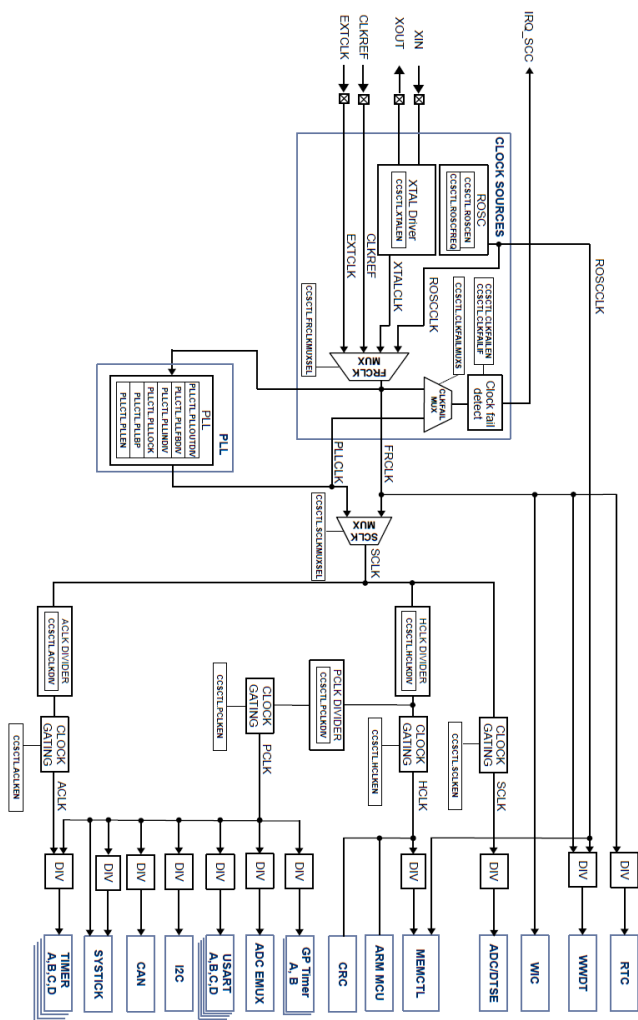 IRQ_SCC
XIN
XOUT
CLKREF
EXTCLK
CLOCK SOURCES
ROSC
CCSCTL.ROSCEN
CCSCTL.ROSCFREQ
XTAL Driver
CCSCTL.XTALEN
ROSCCLK
ROSCCLK
XTALCLK
CLKREF
EXTCLK
CCSCTL.CLKFAILEN
CCSCTL.CLKFAILIF
CCSCTL.CLKFAILMUXS
Clock fail
detect
CLKFAIL
MUX
FRCLK
MUX
CCSCTL.FRCLKMUXSEL
PLL
PLL
PLLCTL.PLLOUTDIV
PLLCTL.PLLFBDIV
PLLCTL.PLLINDIV
PLLCTL.PLLLOCK
PLLCTL.PLLBP
PLLCTL.PLLEN
FRCLK
PLLCLK
SCLK
MUX
CCSCTL.SCLKMUXSEL
SCLK
HCLK DIVIDER
CCSCTL.HCLKDIV
PCLK DIVIDER
CCSCTL.PCLKDIV
ACLK DIVIDER
CCSCTL.ACLKDIV
CLOCK
GATING
CCSCTL.SCLKEN
SCLK
CLOCK
GATING
CCSCTL.HCLKEN
HCLK
CLOCK
GATING
CCSCTL.PCLKEN
PCLK
CLOCK
GATING
CCSCTL.ACLKEN
ACLK
DIV
DIV
DIV
DIV
DIV
DIV
DIV
DIV
DIV
DIV
DIV
RTC
WWDT
WIC
ADC/DTSE
MEMCTL
ARM MCU
CRC
GP Timer
A, B
ADC EMUX
USART
A,B,C,D
I2C
CAN
SYSTICK
TIMER
A,B,C,D